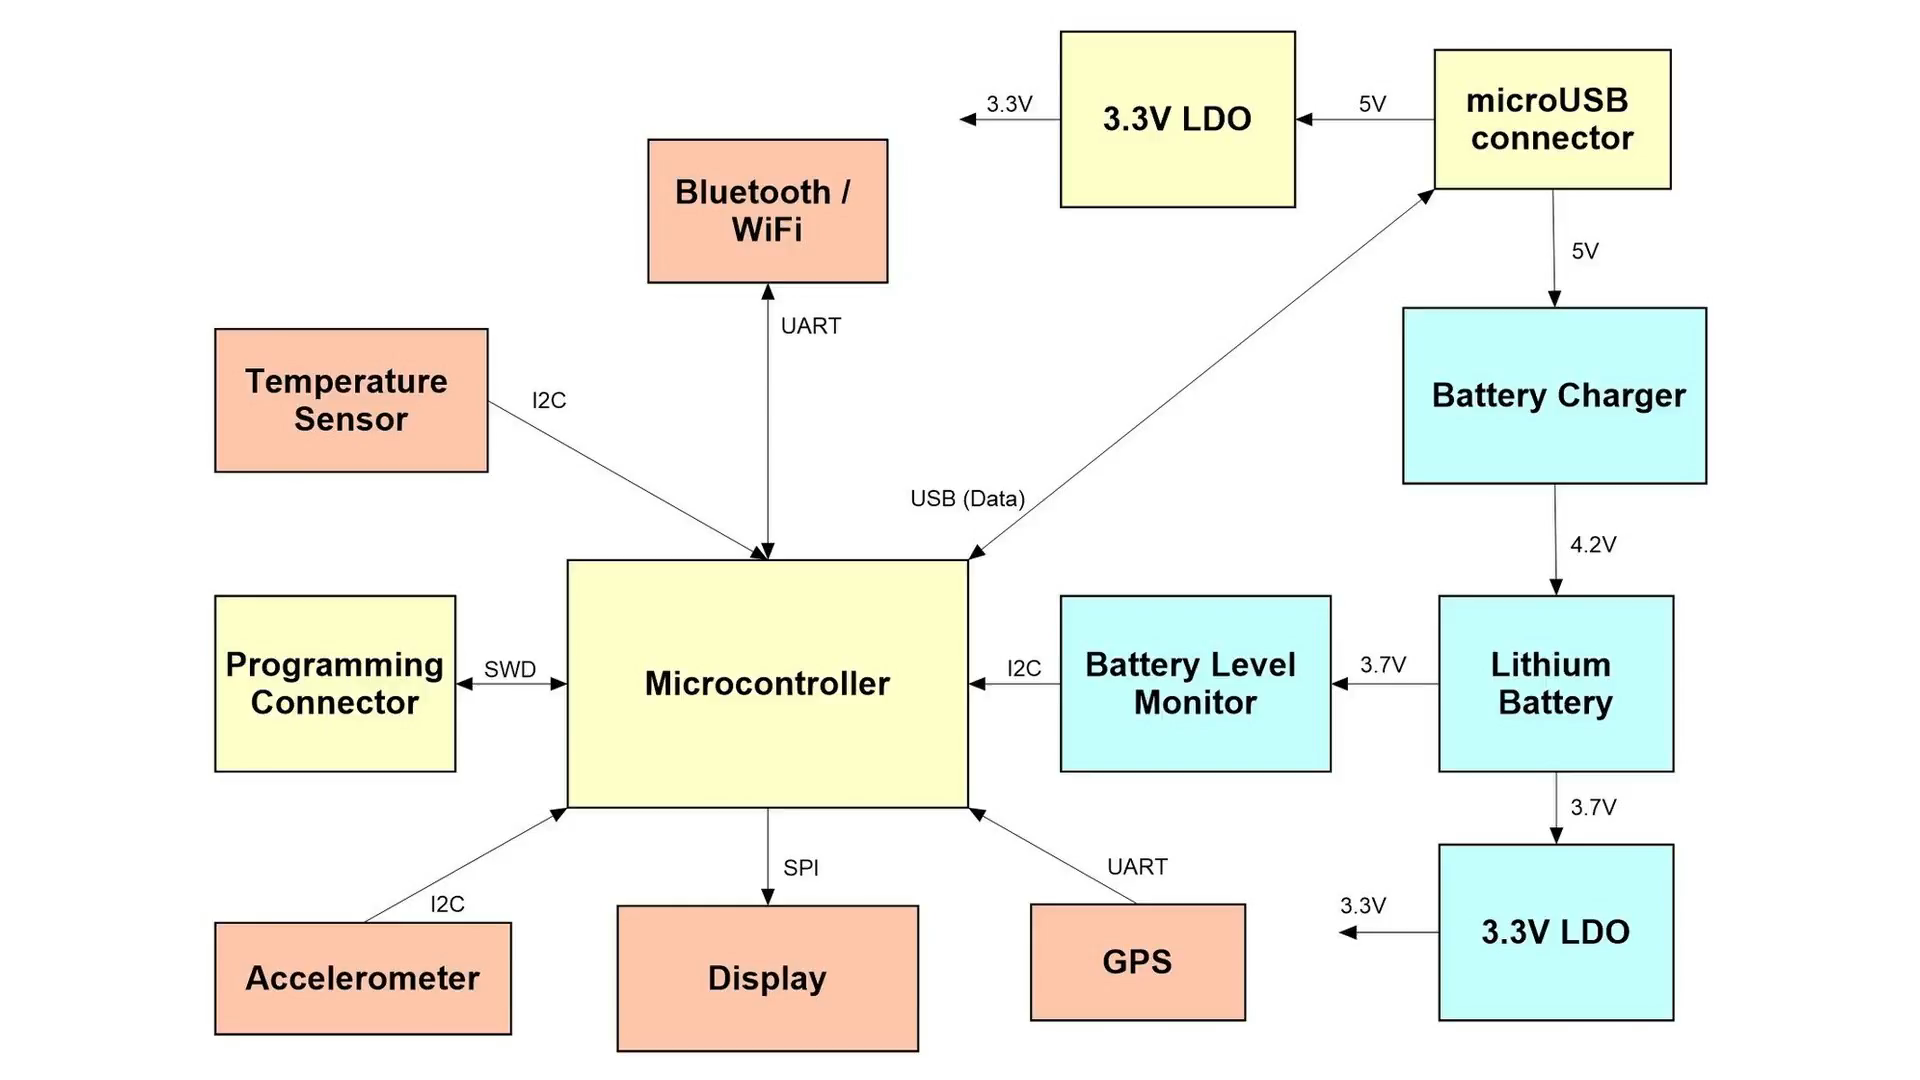 3.3V
3.3V LDO
5V
microUSB
connector
Bluetooth /
WiFi
5V
UART
Temperature
Sensor
I2C
Battery Charger
USB (Data)
4.2V
Programming
Connector
SWD
Microcontroller
I2C
Battery Level
Monitor
3.7V
Lithium
Battery
3.7V
I2C
SPI
UART
3.3V
3.3V LDO
Accelerometer
Display
GPS